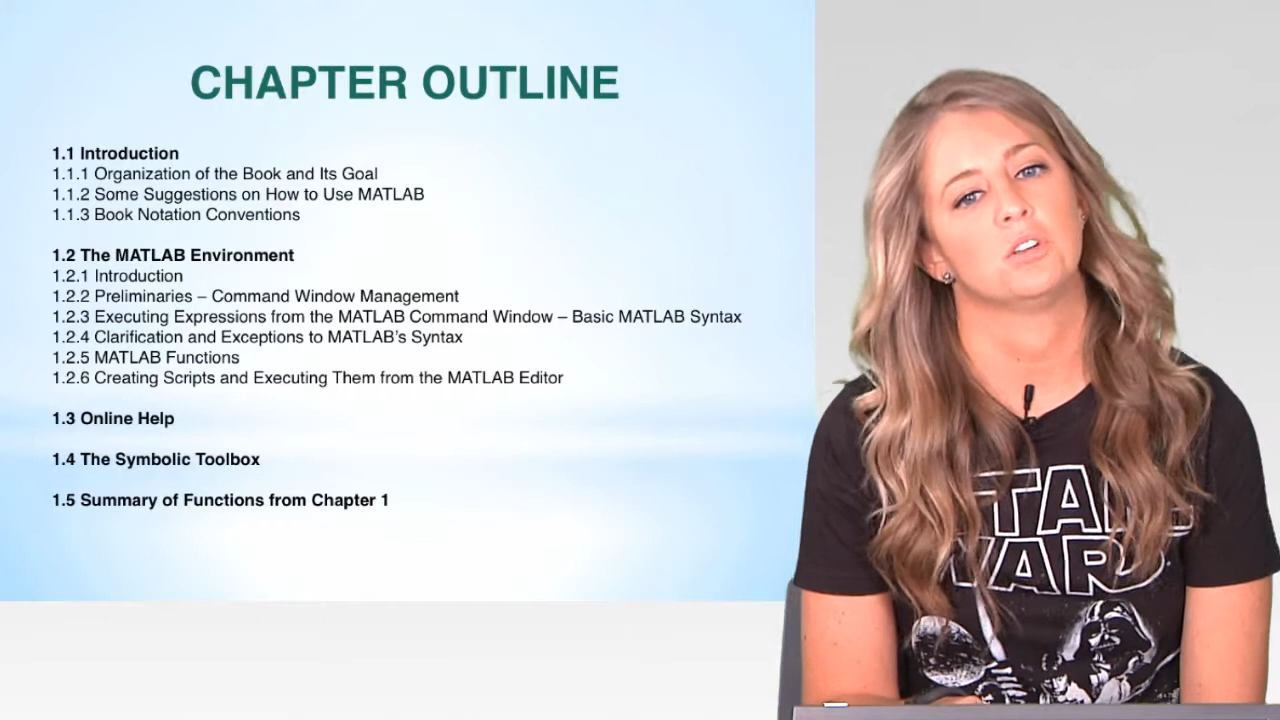 CHAPTER OUTLINE
1.1 Introduction
1.1.1 Organization of the Book and Its Goal
1.1.2 Some Suggestions on How to Use MATLAB
1.1.3 Book Notation Conventions
1.2 The MATLAB Environment
1.2.1 Introduction
1.2.2 Preliminaries – Command Window Management
1.2.3 Executing Expressions from the MATLAB Command Window – Basic MATLAB Syntax
1.2.4 Clarification and Exceptions to MATLAB's Syntax
1.2.5 MATLAB Functions
1.2.6 Creating Scripts and Executing Them from the MATLAB Editor
1.3 Online Help
1.4 The Symbolic Toolbox
1.5 Summary of Functions from Chapter 1
STAR
WARS